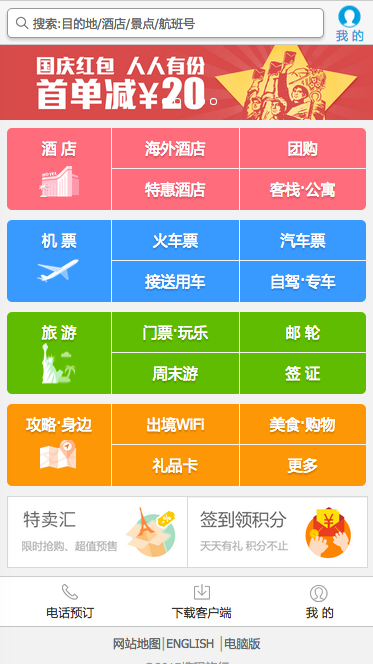 搜索:目的地/酒店/景点/航班号
我 的
国庆红包 人人有份
首单减¥20
酒 店
海外酒店
团购
HOTEL
特惠酒店
客栈·公寓
机 票
火车票
汽车票
接送用车
自驾·专车
旅 游
门票·玩乐
邮 轮
周末游
签 证
攻略·身边
出境WiFi
美食·购物
礼品卡
更多
特卖汇
限时抢购、超值预售
签到领积分
天天有礼 积分不止
电话预订
下载客户端
我 的
网站地图|ENGLISH |电脑版